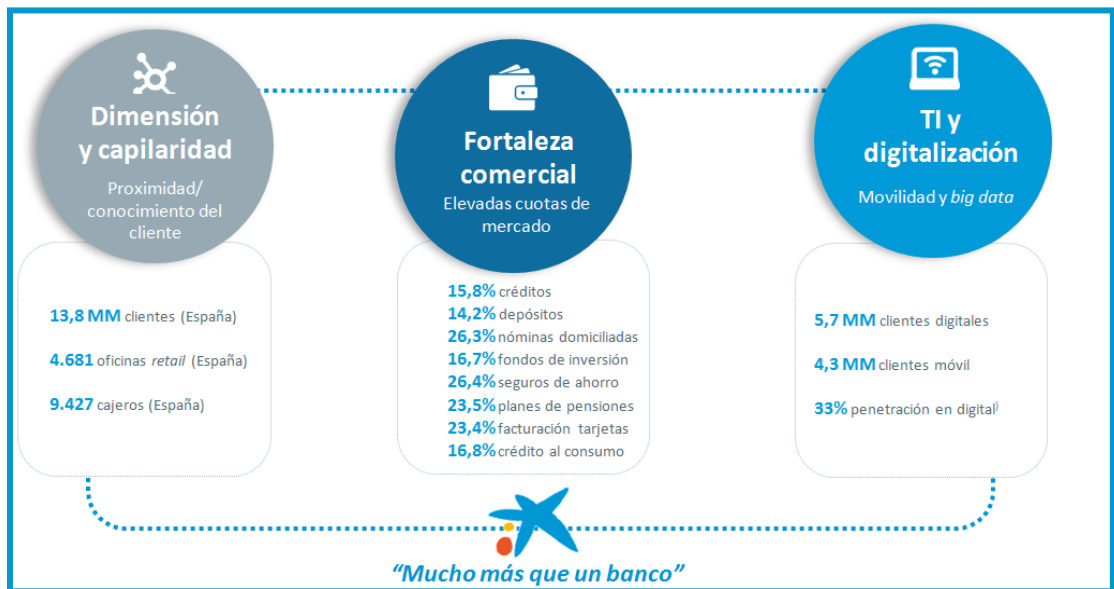 Dimensión
y capilaridad
Proximidad/
conocimiento del
cliente
13,8 MM clientes (España)
4.681 oficinas retail (España)
9.427 cajeros (España)
Fortaleza
comercial
Elevadas cuotas de
mercado
15,8% créditos
14,2% depósitos
26,3% nóminas domiciliadas
16,7% fondos de inversión
26,4% seguros de ahorro
23,5% planes de pensiones
23,4% facturación tarjetas
16,8% crédito al consumo
TI y
digitalización
Movilidad y big data
5,7 MM clientes digitales
4,3 MM clientes móvil
33% penetración en digital)
“Mucho más que un banco”